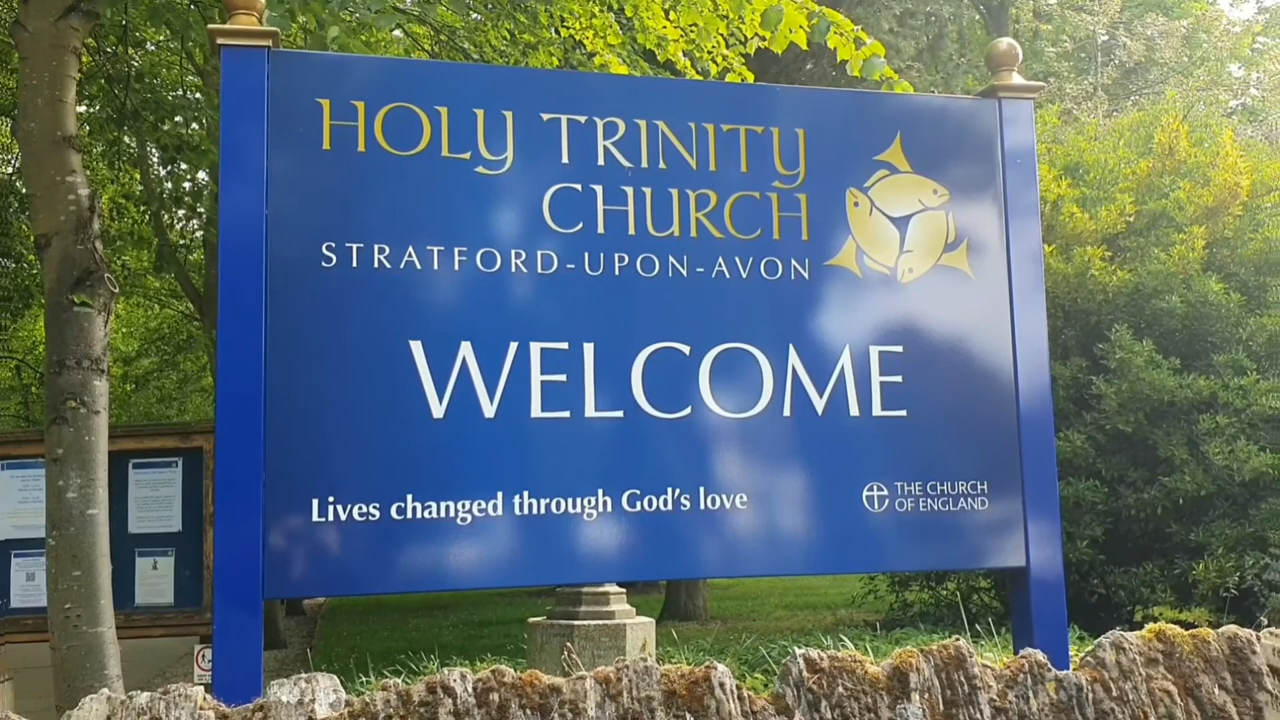 HOLY TRINITY
CHURCH
STRATFORD-UPON-AVON
WELCOME
Lives changed through God's love
THE CHURCH
OF ENGLAND